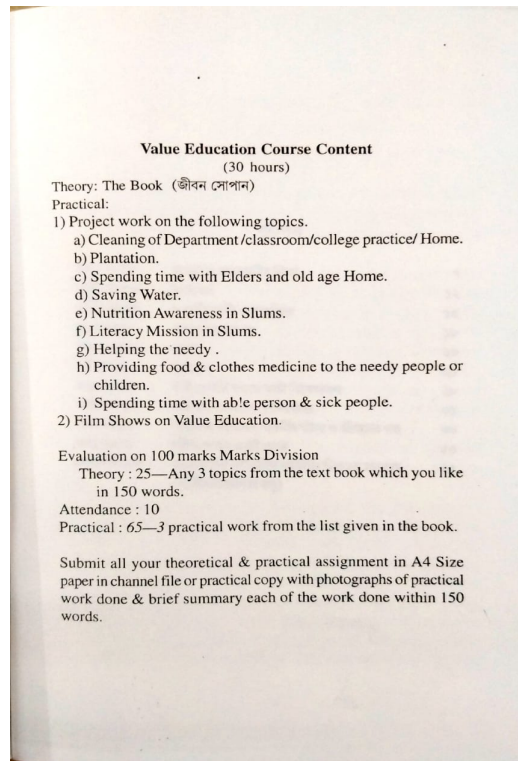 Value Education Course Content
(30 hours)
Theory: The Book (জীবন সোপান)
Practical:
1) Project work on the following topics.
a) Cleaning of Department/classroom/college practice/ Home.
b) Plantation.
c) Spending time with Elders and old age Home.
d) Saving Water.
e) Nutrition Awareness in Slums.
f) Literacy Mission in Slums.
g) Helping the needy .
h) Providing food & clothes medicine to the needy people or
children.
i) Spending time with ab!e person & sick people.
2) Film Shows on Value Education.
Evaluation on 100 marks Marks Division
Theory : 25—Any 3 topics from the text book which you like
in 150 words.
Attendance : 10
Practical : 65—3 practical work from the list given in the book.
Submit all your theoretical & practical assignment in A4 Size
paper in channel file or practical copy with photographs of practical
work done & brief summary each of the work done within 150
words.